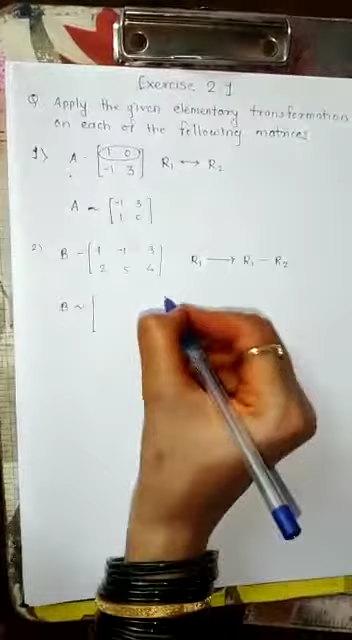 Exercise 2.1
Q Apply the given elementary transformation
on each of the following matrices
1) A = [1 0 R₁ ↔ R₂
-1 3]
A ~ [-1 3
1 0]
2) B = [1 -1 3 R₁ → R₁ - R₂
2 5 4]
B ~ [